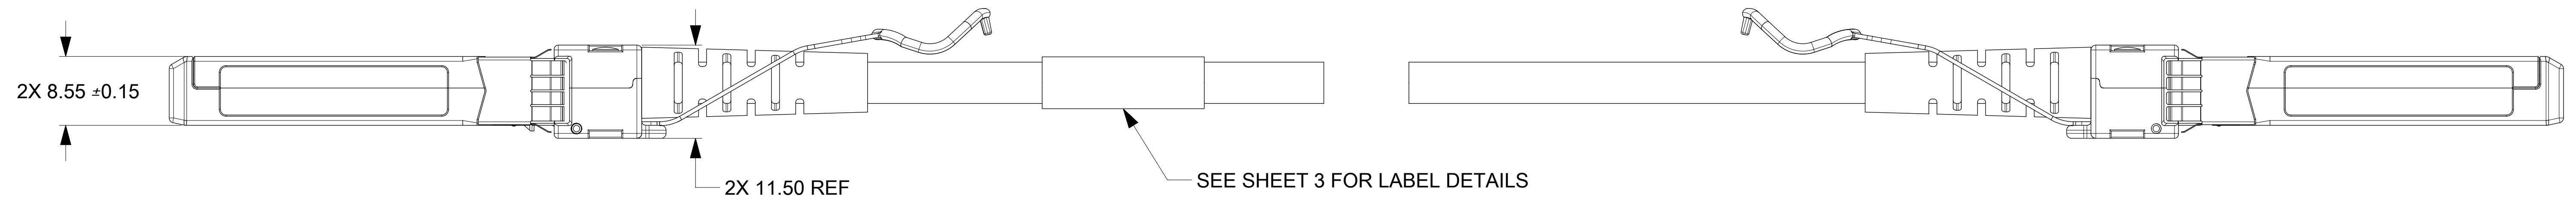 2X 8.55 ±0.15
2X 11.50 REF
SEE SHEET 3 FOR LABEL DETAILS